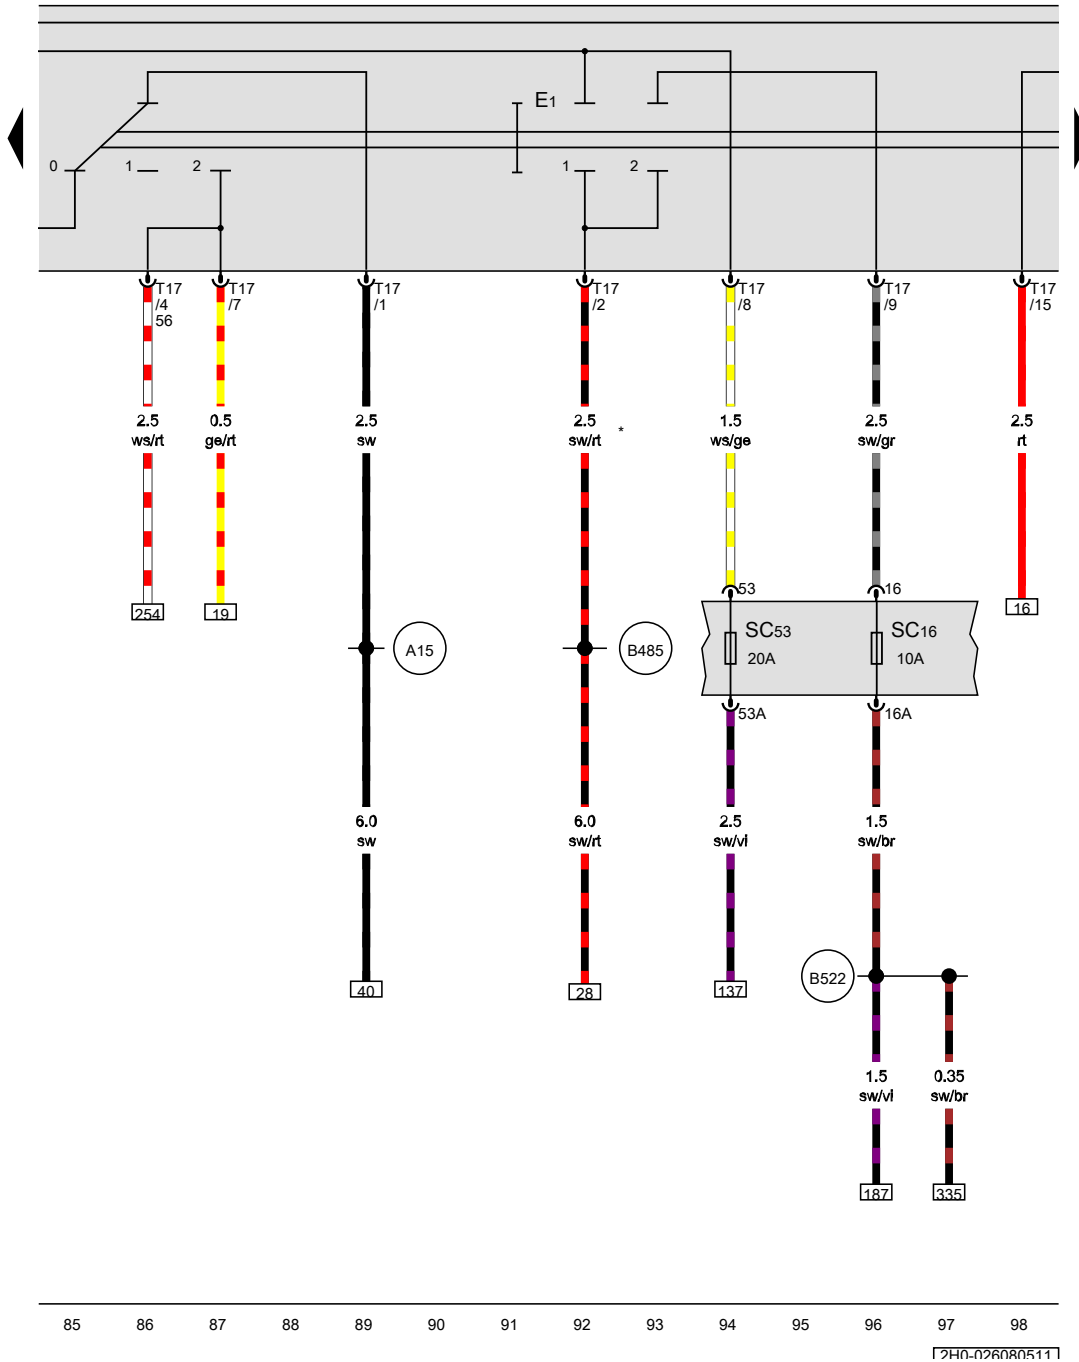 E1
0
1
2
1
2
T17
/4
56
T17
/7
T17
/1
T17
/2
T17
/8
T17
/9
T17
/15
2.5
ws/rt
0.5
ge/rt
2.5
sw
2.5
sw/rt
*
1.5
ws/ge
2.5
sw/gr
2.5
rt
53
16
254
19
16
SC53
20A
SC16
10A
A15
B485
53A
16A
6.0
sw
6.0
sw/rt
2.5
sw/vi
1.5
sw/br
B522
40
28
137
1.5
sw/vi
0.35
sw/br
187
335
85 86 87 88 89 90 91 92 93 94 95 96 97 98
2H0-026080511